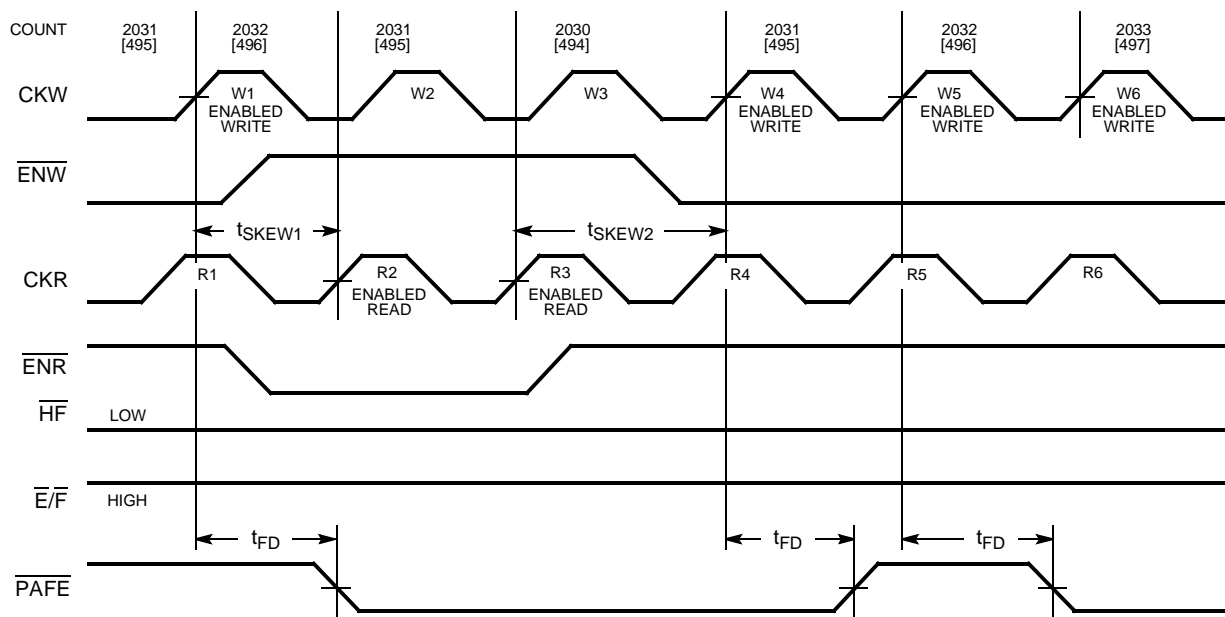 COUNT 2031 2032 2031 2030 2031 2032 2033
[495] [496] [495] [494] [495] [496] [497]
CKW W1 W2 W3 W4 W5 W6
ENABLED ENABLED ENABLED ENABLED
WRITE WRITE WRITE WRITE
ENW
tSKEW1 tSKEW2
CKR R1 R2 R3 R4 R5 R6
ENABLED ENABLED
READ READ
ENR
HF LOW
E/F HIGH
tFD tFD tFD
PAFE